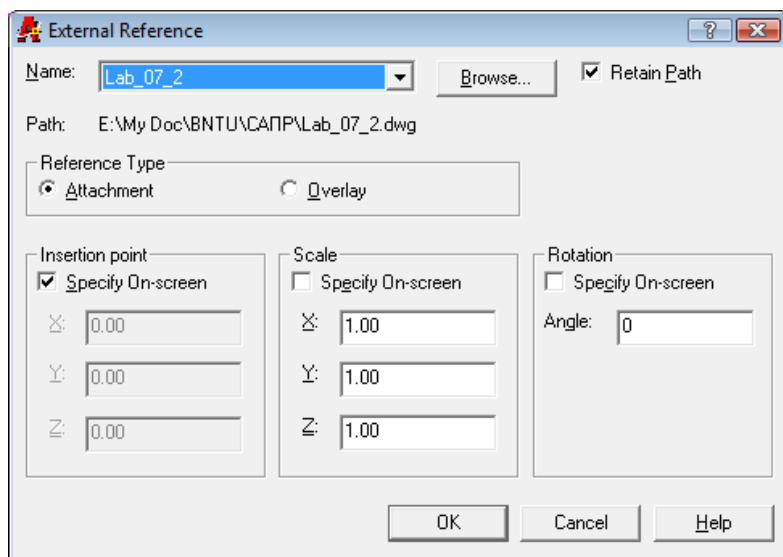 External Reference
Name: Lab_07_2 Browse... Retain Path
Path: E:\My Doc\BNTU\САПР\Lab_07_2.dwg
Reference Type
Attachment Overlay
Insertion point
Specify On-screen
X: 0.00
Y: 0.00
Z: 0.00
Scale
Specify On-screen
X: 1.00
Y: 1.00
Z: 1.00
Rotation
Specify On-screen
Angle: 0
OK Cancel Help